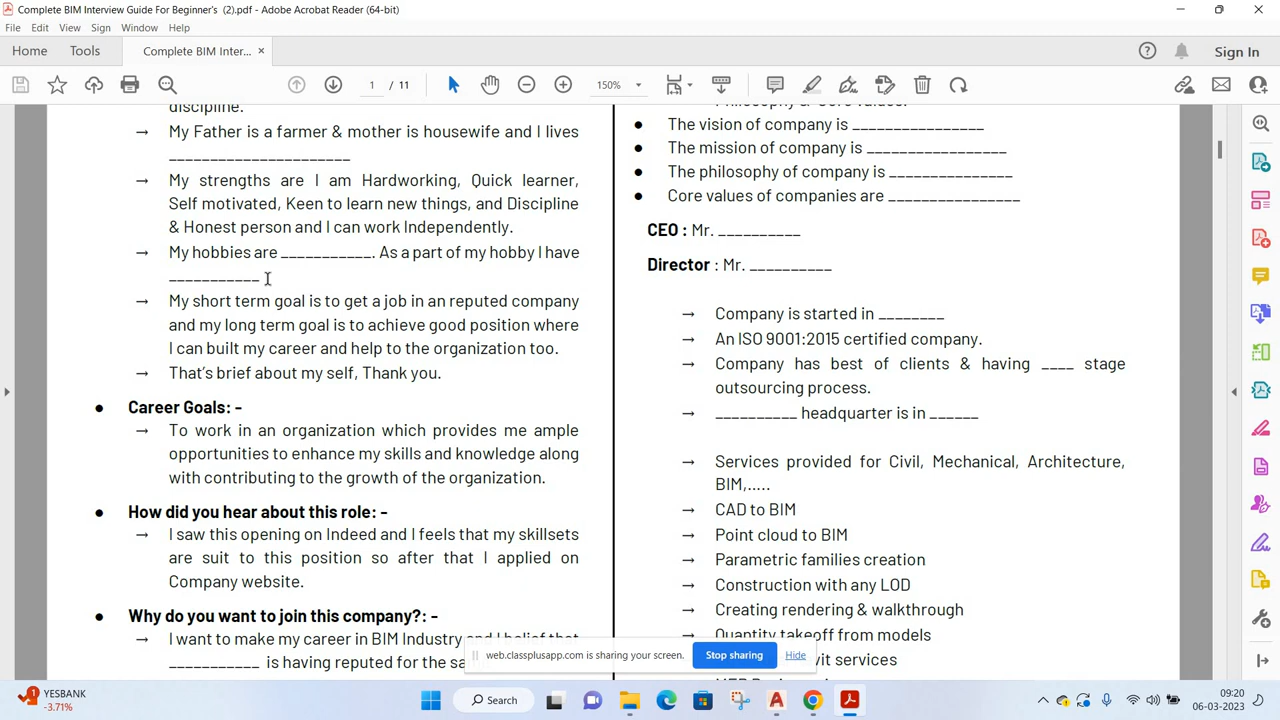 Complete BIM Interview Guide For Beginner's (2).pdf - Adobe Acrobat Reader (64-bit)
File Edit View Sign Window Help
Home Tools Complete BIM Inter... × Sign In
1 / 11 150%
discipline.
→ My Father is a farmer & mother is housewife and I lives
______________________
→ My strengths are I am Hardworking, Quick learner,
Self motivated, Keen to learn new things, and Discipline
& Honest person and I can work Independently.
→ My hobbies are ___________. As a part of my hobby I have
___________
→ My short term goal is to get a job in an reputed company
and my long term goal is to achieve good position where
I can built my career and help to the organization too.
→ That's brief about my self, Thank you.
● Career Goals: -
→ To work in an organization which provides me ample
opportunities to enhance my skills and knowledge along
with contributing to the growth of the organization.
● How did you hear about this role: -
→ I saw this opening on Indeed and I feels that my skillsets
are suit to this position so after that I applied on
Company website.
● Why do you want to join this company?: -
→ I want to make my career in BIM Industry and I belief that
___________ is having reputed for the sa
Philosophy & Core values.
● The vision of company is ________________
● The mission of company is _________________
● The philosophy of company is _______________
● Core values of companies are ________________
CEO : Mr. __________
Director : Mr. __________
→ Company is started in ________
→ An ISO 9001:2015 certified company.
→ Company has best of clients & having ____ stage
outsourcing process.
→ __________ headquarter is in ______
→ Services provided for Civil, Mechanical, Architecture,
BIM,.....
→ CAD to BIM
→ Point cloud to BIM
→ Parametric families creation
→ Construction with any LOD
→ Creating rendering & walkthrough
→ Quantity takeoff from models
services
web.classplusapp.com is sharing your screen. Stop sharing Hide
YESBANK
-3.71%
Search
09:20
06-03-2023